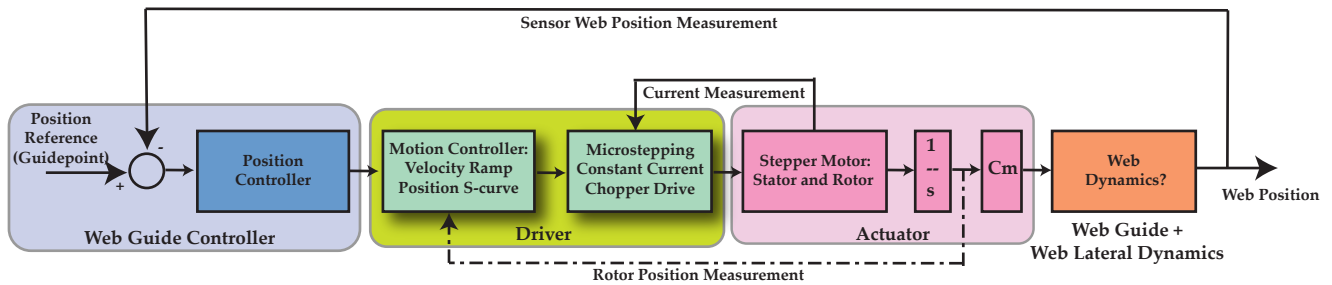 Sensor Web Position Measurement
Current Measurement
Position
Reference
(Guidepoint)
-
+
Position
Controller
Web Guide Controller
Motion Controller:
Velocity Ramp
Position S-curve
Microstepping
Constant Current
Chopper Drive
Driver
Stepper Motor:
Stator and Rotor
1
--
s
Cm
Actuator
Web
Dynamics?
Web Guide +
Web Lateral Dynamics
Web Position
Rotor Position Measurement